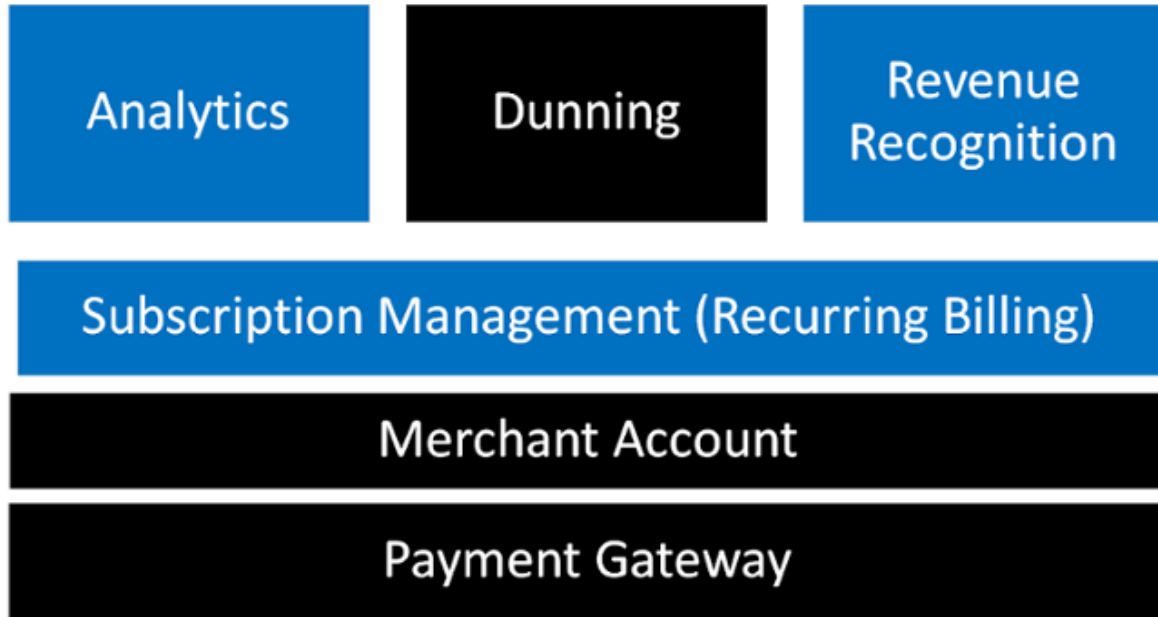 Analytics
Dunning
Revenue
Recognition
Subscription Management (Recurring Billing)
Merchant Account
Payment Gateway